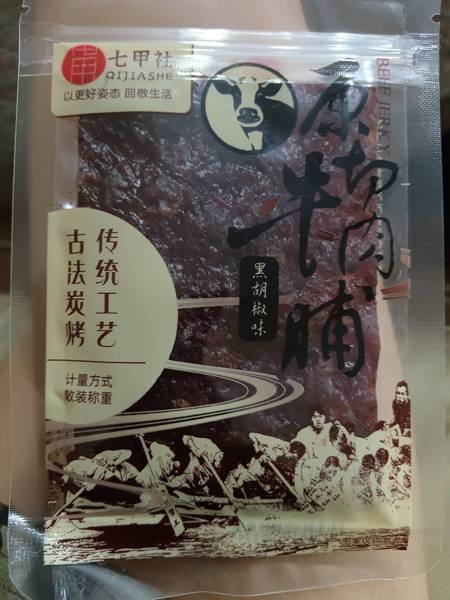 七甲社
QIJIASHE
以更好姿态 回敬生活
BEEF JERKY
原切
牛肉脯
黑胡椒味
传统工艺
古法炭烤
计量方式
散装称重